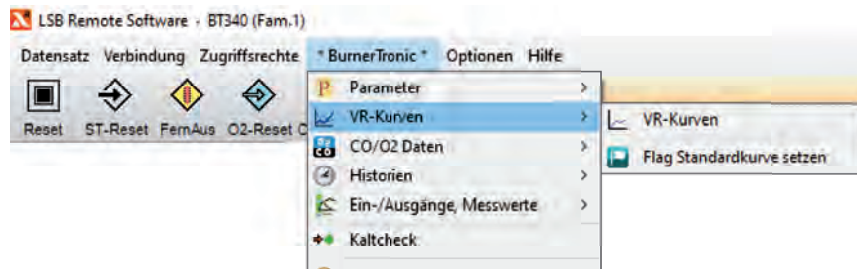 LSB Remote Software - BT340 (Fam.1)
Datensatz Verbindung Zugriffsrechte * BurnerTronic * Optionen Hilfe
Reset ST-Reset FernAus O2-Reset
P Parameter
VR-Kurven
CO/O2 Daten
Historien
Ein-/Ausgänge, Messwerte
Kaltcheck
VR-Kurven
Flag Standardkurve setzen